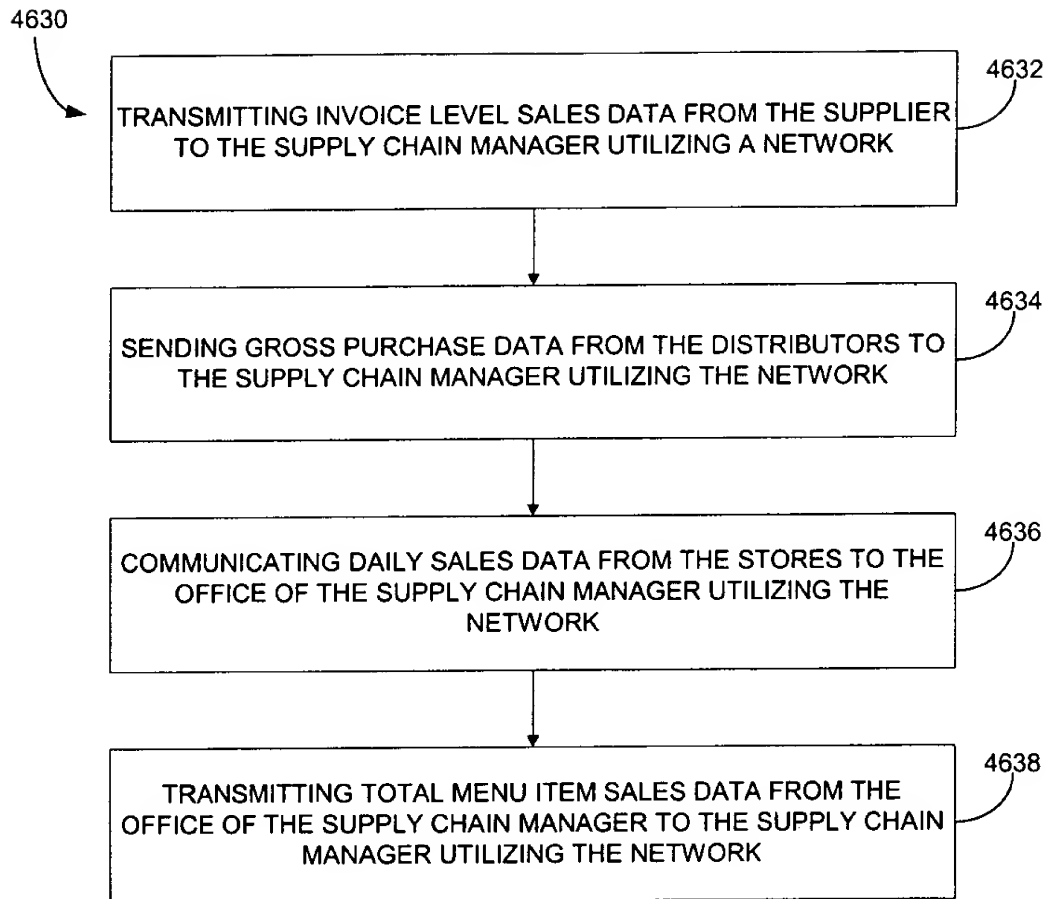 4630
4632
TRANSMITTING INVOICE LEVEL SALES DATA FROM THE SUPPLIER
TO THE SUPPLY CHAIN MANAGER UTILIZING A NETWORK
4634
SENDING GROSS PURCHASE DATA FROM THE DISTRIBUTORS TO
THE SUPPLY CHAIN MANAGER UTILIZING THE NETWORK
4636
COMMUNICATING DAILY SALES DATA FROM THE STORES TO THE
OFFICE OF THE SUPPLY CHAIN MANAGER UTILIZING THE
NETWORK
4638
TRANSMITTING TOTAL MENU ITEM SALES DATA FROM THE
OFFICE OF THE SUPPLY CHAIN MANAGER TO THE SUPPLY CHAIN
MANAGER UTILIZING THE NETWORK